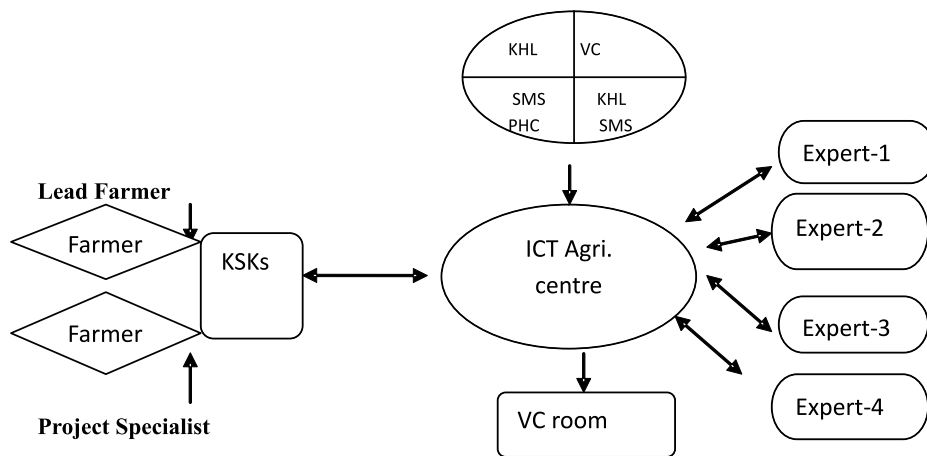 KHL
VC
SMS
PHC
KHL
SMS
Expert-1
Lead Farmer
Farmer
KSKs
ICT Agri.
centre
Expert-2
Farmer
Expert-3
Project Specialist
VC room
Expert-4